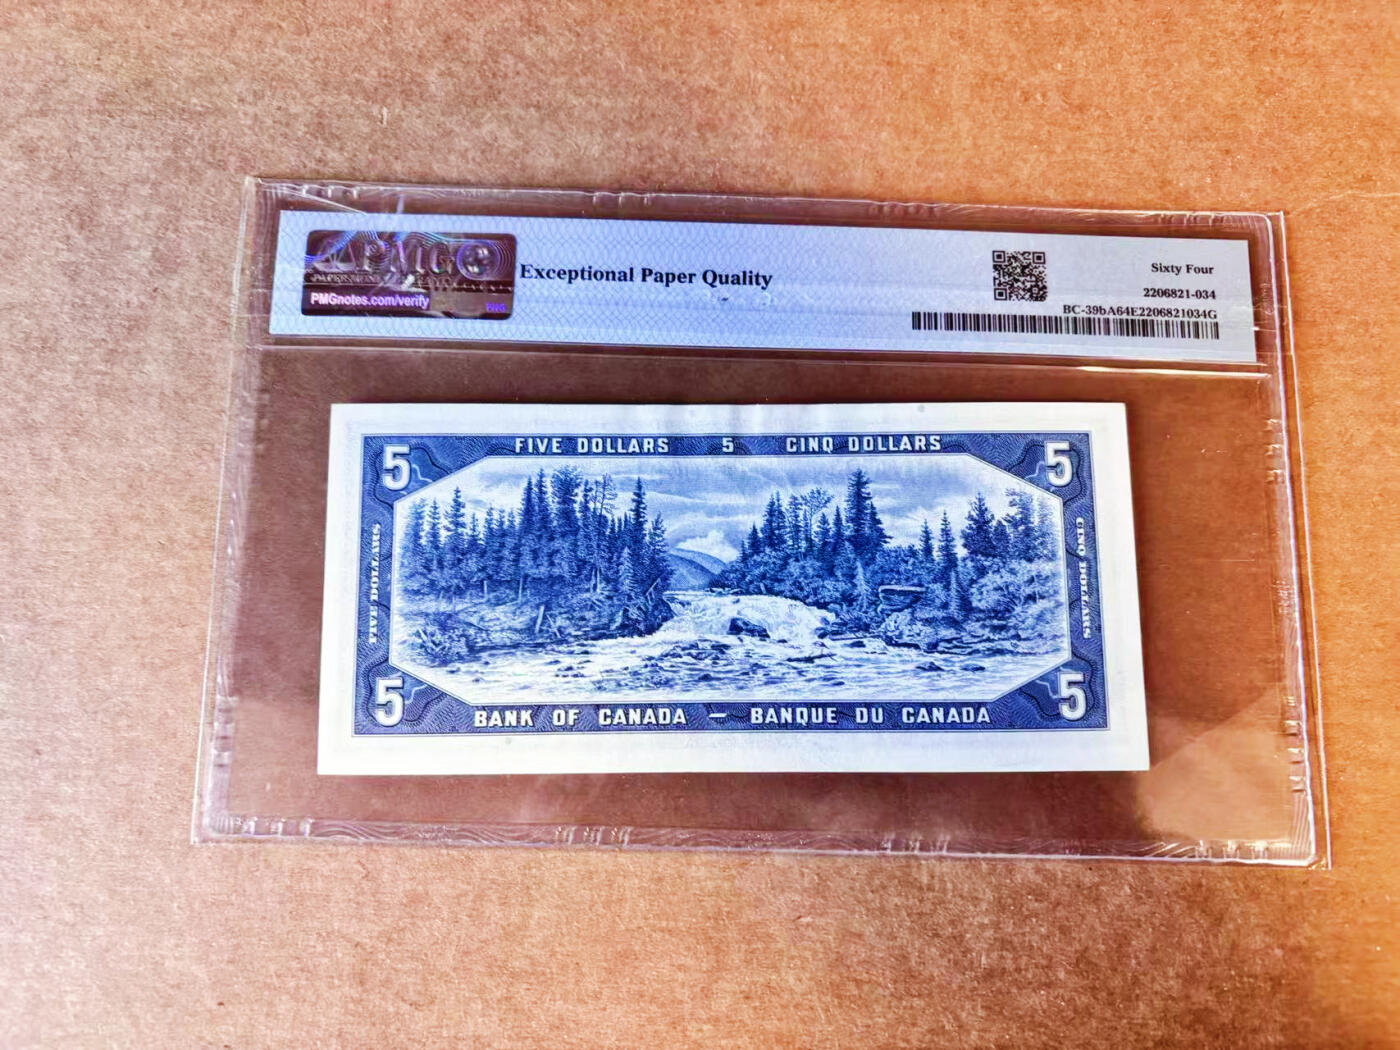 PMG
PMGnotes.com/verify
PMG
Exceptional Paper Quality
Sixty Four
2206821-034
BC-39bA64E2206821034G
FIVE DOLLARS 5 CINQ DOLLARS
5 5
FIVE DOLLARS
CINQ DOLLARS
5 5
BANK OF CANADA – BANQUE DU CANADA